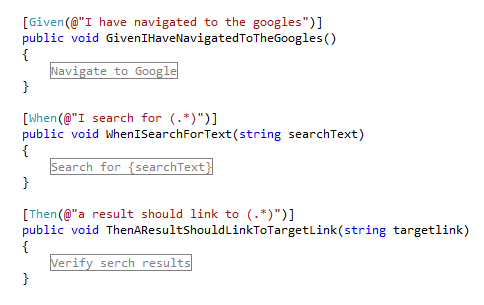 [Given(@"I have navigated to the googles")]
public void GivenIHaveNavigatedToTheGoogles()
{
Navigate to Google
}
[When(@"I search for (.*)")]
public void WhenISearchForText(string searchText)
{
Search for {searchText}
}
[Then(@"a result should link to (.*)")]
public void ThenAResultShouldLinkToTargetLink(string targetlink)
{
Verify serch results
}